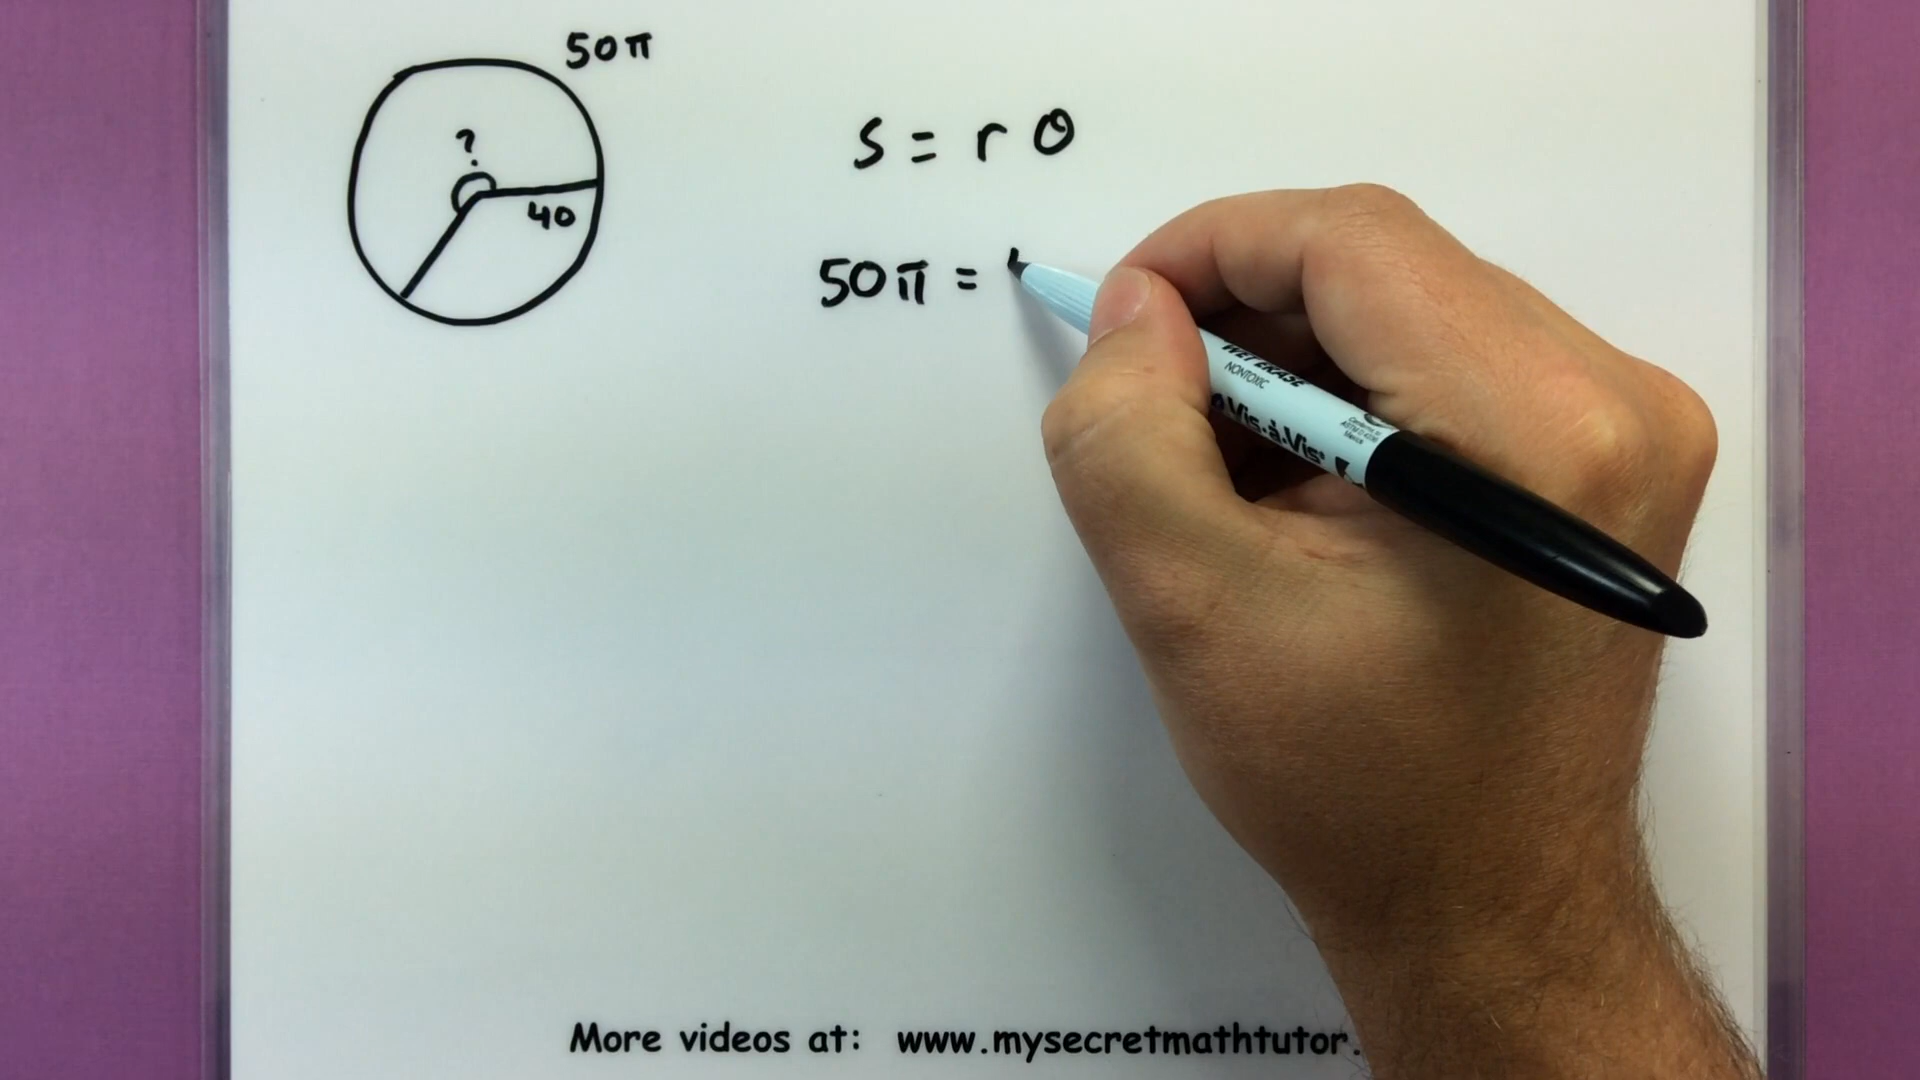 50π
?
40
s = r θ
50π =
WET ERASE
NONTOXIC
Vis·à·Vis®
More videos at: www.mysecretmathtutor.